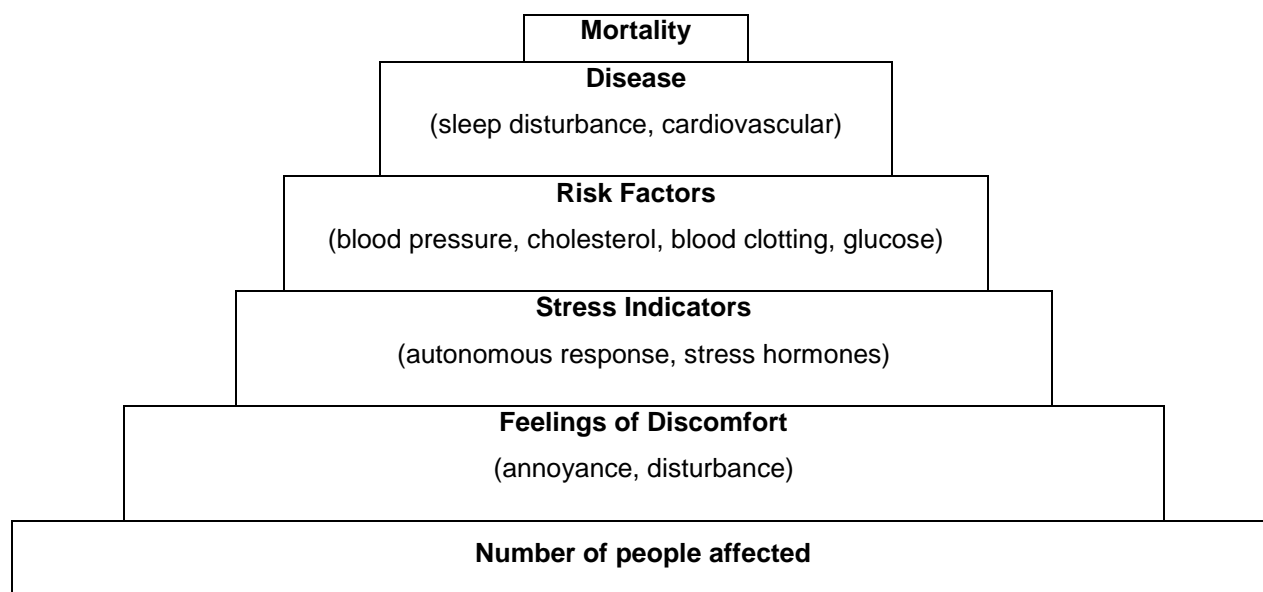 Mortality
Disease
(sleep disturbance, cardiovascular)
Risk Factors
(blood pressure, cholesterol, blood clotting, glucose)
Stress Indicators
(autonomous response, stress hormones)
Feelings of Discomfort
(annoyance, disturbance)
Number of people affected